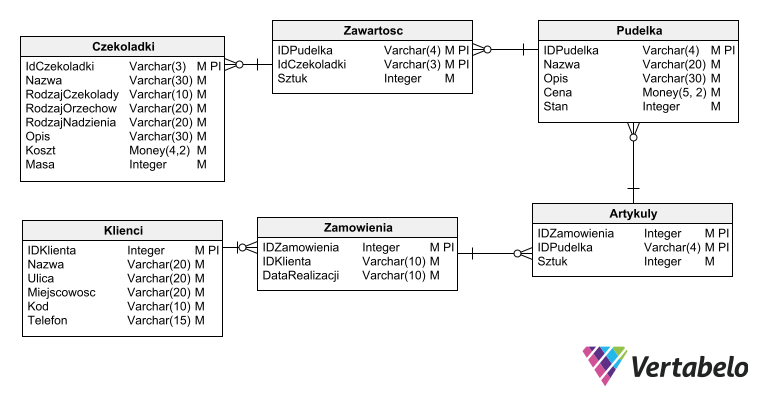 Czekoladki
IdCzekoladki Varchar(3) M PI
Nazwa Varchar(30) M
RodzajCzekolady Varchar(10) M
RodzajOrzechow Varchar(20) M
RodzajNadzienia Varchar(20) M
Opis Varchar(30) M
Koszt Money(4,2) M
Masa Integer M
Zawartosc
IDPudelka Varchar(4) M PI
IdCzekoladki Varchar(3) M PI
Sztuk Integer M
Pudelka
IDPudelka Varchar(4) M PI
Nazwa Varchar(20) M
Opis Varchar(30) M
Cena Money(5, 2) M
Stan Integer M
Klienci
IDKlienta Integer M PI
Nazwa Varchar(20) M
Ulica Varchar(20) M
Miejscowosc Varchar(20) M
Kod Varchar(10) M
Telefon Varchar(15) M
Zamowienia
IDZamowienia Integer M PI
IDKlienta Varchar(10) M
DataRealizacji Varchar(10) M
Artykuly
IDZamowienia Integer M PI
IDPudelka Varchar(4) M PI
Sztuk Integer M
Vertabelo